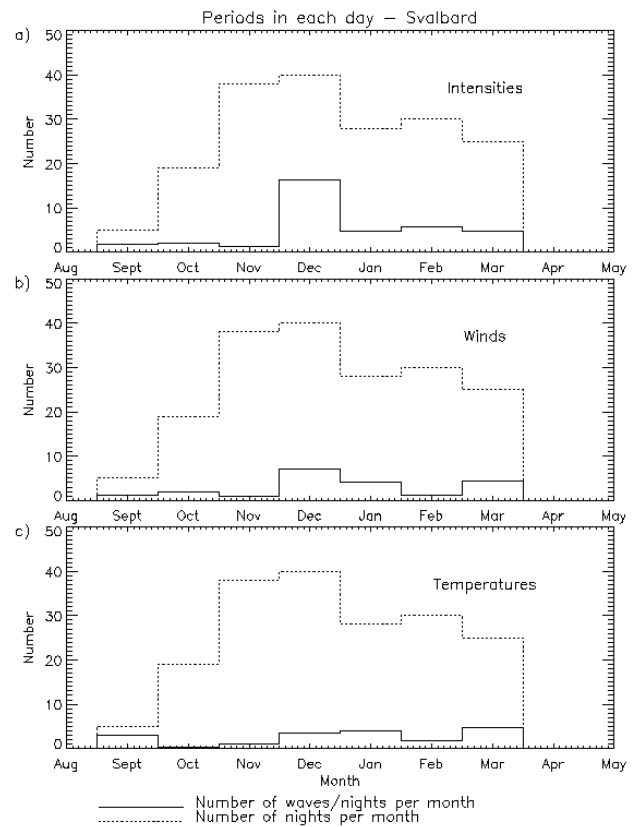 Periods in each day – Svalbard
a)
50
40
30
20
10
0
Number
Intensities
Aug Sept Oct Nov Dec Jan Feb Mar Apr May
b)
50
40
30
20
10
0
Number
Winds
Aug Sept Oct Nov Dec Jan Feb Mar Apr May
c)
50
40
30
20
10
0
Number
Temperatures
Aug Sept Oct Nov Dec Jan Feb Mar Apr May
Month
Number of waves/nights per month
Number of nights per month